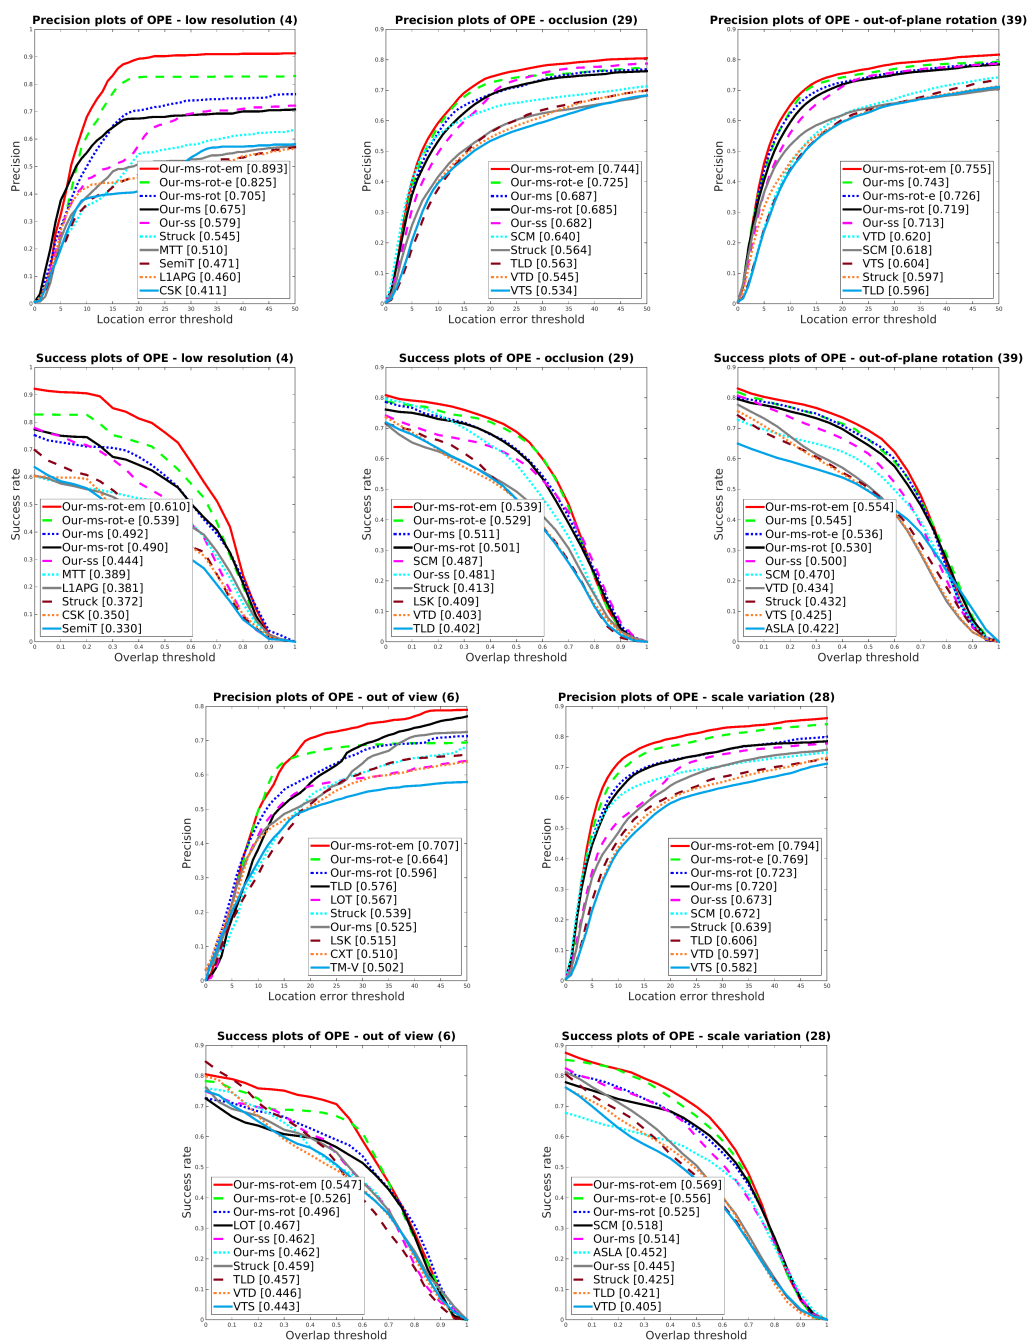 Precision plots of OPE - low resolution (4)
Precision
Our-ms-rot-em [0.893]
Our-ms-rot-e [0.825]
Our-ms-rot [0.705]
Our-ms [0.675]
Our-ss [0.579]
Struck [0.545]
MTT [0.510]
SemiT [0.471]
L1APG [0.460]
CSK [0.411]
Location error threshold
Precision plots of OPE - occlusion (29)
Precision
Our-ms-rot-em [0.744]
Our-ms-rot-e [0.725]
Our-ms [0.687]
Our-ms-rot [0.685]
Our-ss [0.682]
SCM [0.640]
Struck [0.564]
TLD [0.563]
VTD [0.545]
VTS [0.534]
Location error threshold
Precision plots of OPE - out-of-plane rotation (39)
Precision
Our-ms-rot-em [0.755]
Our-ms [0.743]
Our-ms-rot-e [0.726]
Our-ms-rot [0.719]
Our-ss [0.713]
VTD [0.620]
SCM [0.618]
VTS [0.604]
Struck [0.597]
TLD [0.596]
Location error threshold
Success plots of OPE - low resolution (4)
Success rate
Our-ms-rot-em [0.610]
Our-ms-rot-e [0.539]
Our-ms [0.492]
Our-ms-rot [0.490]
Our-ss [0.444]
MTT [0.389]
L1APG [0.381]
Struck [0.372]
CSK [0.350]
SemiT [0.330]
Overlap threshold
Success plots of OPE - occlusion (29)
Success rate
Our-ms-rot-em [0.539]
Our-ms-rot-e [0.529]
Our-ms [0.511]
Our-ms-rot [0.501]
SCM [0.487]
Our-ss [0.481]
Struck [0.413]
LSK [0.409]
VTD [0.403]
TLD [0.402]
Overlap threshold
Success plots of OPE - out-of-plane rotation (39)
Success rate
Our-ms-rot-em [0.554]
Our-ms [0.545]
Our-ms-rot-e [0.536]
Our-ms-rot [0.530]
Our-ss [0.500]
SCM [0.470]
VTD [0.434]
Struck [0.432]
VTS [0.425]
ASLA [0.422]
Overlap threshold
Precision plots of OPE - out of view (6)
Precision
Our-ms-rot-em [0.707]
Our-ms-rot-e [0.664]
Our-ms-rot [0.596]
TLD [0.576]
LOT [0.567]
Struck [0.539]
Our-ms [0.525]
LSK [0.515]
CXT [0.510]
TM-V [0.502]
Location error threshold
Precision plots of OPE - scale variation (28)
Precision
Our-ms-rot-em [0.794]
Our-ms-rot-e [0.769]
Our-ms-rot [0.723]
Our-ms [0.720]
Our-ss [0.673]
SCM [0.672]
Struck [0.639]
TLD [0.606]
VTD [0.597]
VTS [0.582]
Location error threshold
Success plots of OPE - out of view (6)
Success rate
Our-ms-rot-em [0.547]
Our-ms-rot-e [0.526]
Our-ms-rot [0.496]
LOT [0.467]
Our-ss [0.462]
Our-ms [0.462]
Struck [0.459]
TLD [0.457]
VTD [0.446]
VTS [0.443]
Overlap threshold
Success plots of OPE - scale variation (28)
Success rate
Our-ms-rot-em [0.569]
Our-ms-rot-e [0.556]
Our-ms-rot [0.525]
SCM [0.518]
Our-ms [0.514]
ASLA [0.452]
Our-ss [0.445]
Struck [0.425]
TLD [0.421]
VTD [0.405]
Overlap threshold